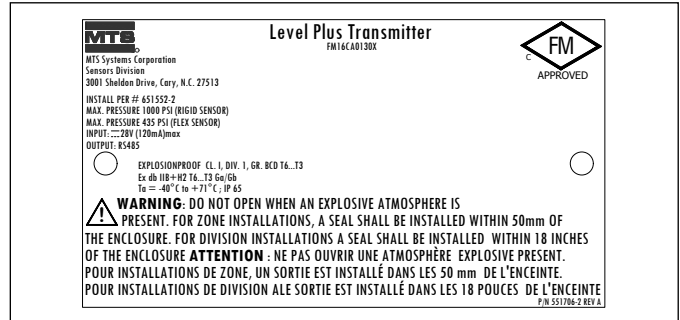 MTS
Level Plus Transmitter
FM16CA0130X
C FM
APPROVED
MTS Systems Corporation
Sensors Division
3001 Sheldon Drive, Cary, N.C. 27513
INSTALL PER # 651552-2
MAX. PRESSURE 1000 PSI (RIGID SENSOR)
MAX. PRESSURE 435 PSI (FLEX SENSOR)
INPUT: ⎓28V (120mA)max
OUTPUT: RS485
EXPLOSIONPROOF CL. I, DIV. 1, GR. BCD T6...T3
Ex db IIB+H2 T6...T3 Ga/Gb
Ta = -40°C to +71°C ; IP 65
WARNING: DO NOT OPEN WHEN AN EXPLOSIVE ATMOSPHERE IS
PRESENT. FOR ZONE INSTALLATIONS, A SEAL SHALL BE INSTALLED WITHIN 50mm OF
THE ENCLOSURE. FOR DIVISION INSTALLATIONS A SEAL SHALL BE INSTALLED WITHIN 18 INCHES
OF THE ENCLOSURE ATTENTION : NE PAS OUVRIR UNE ATMOSPHÈRE EXPLOSIVE PRESENT.
POUR INSTALLATIONS DE ZONE, UN SORTIE EST INSTALLÉ DANS LES 50 mm DE L'ENCEINTE.
POUR INSTALLATIONS DE DIVISION ALE SORTIE EST INSTALLÉ DANS LES 18 POUCES DE L'ENCEINTE
P/N 551706-2 REV A